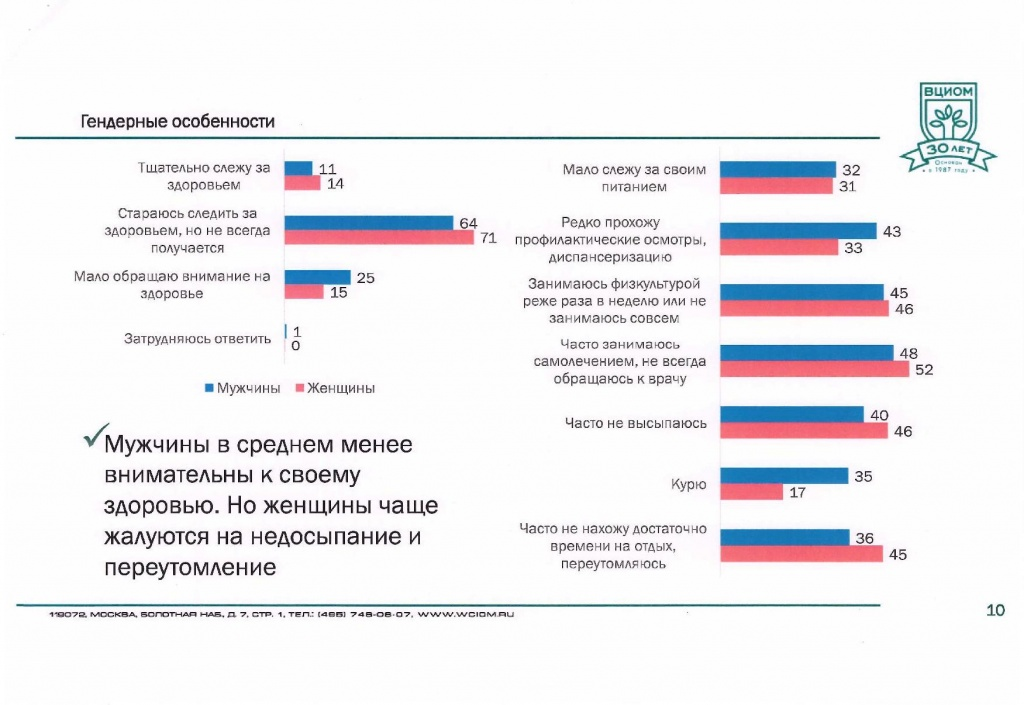 ВЦИОМ
30 ЛЕТ
Основан
в 1987 году
Гендерные особенности
Тщательно слежу за
здоровьем
11
14
Стараюсь следить за
здоровьем, но не всегда
получается
64
71
Мало обращаю внимание на
здоровье
25
15
Затрудняюсь ответить
1
0
Мужчины Женщины
Мужчины в среднем менее
внимательны к своему
здоровью. Но женщины чаще
жалуются на недосыпание и
переутомление
Мало слежу за своим
питанием
32
31
Редко прохожу
профилактические осмотры,
диспансеризацию
43
33
Занимаюсь физкультурой
реже раза в неделю или не
занимаюсь совсем
45
46
Часто занимаюсь
самолечением, не всегда
обращаюсь к врачу
48
52
Часто не высыпаюсь
40
46
Курю
35
17
Часто не нахожу достаточно
времени на отдых,
переутомляюсь
36
45
119072, МОСКВА, БОЛОТНАЯ НАБ, Д. 7, СТР. 1, ТЕЛ.: (495) 748-08-07, WWW.WCIOM.RU
10